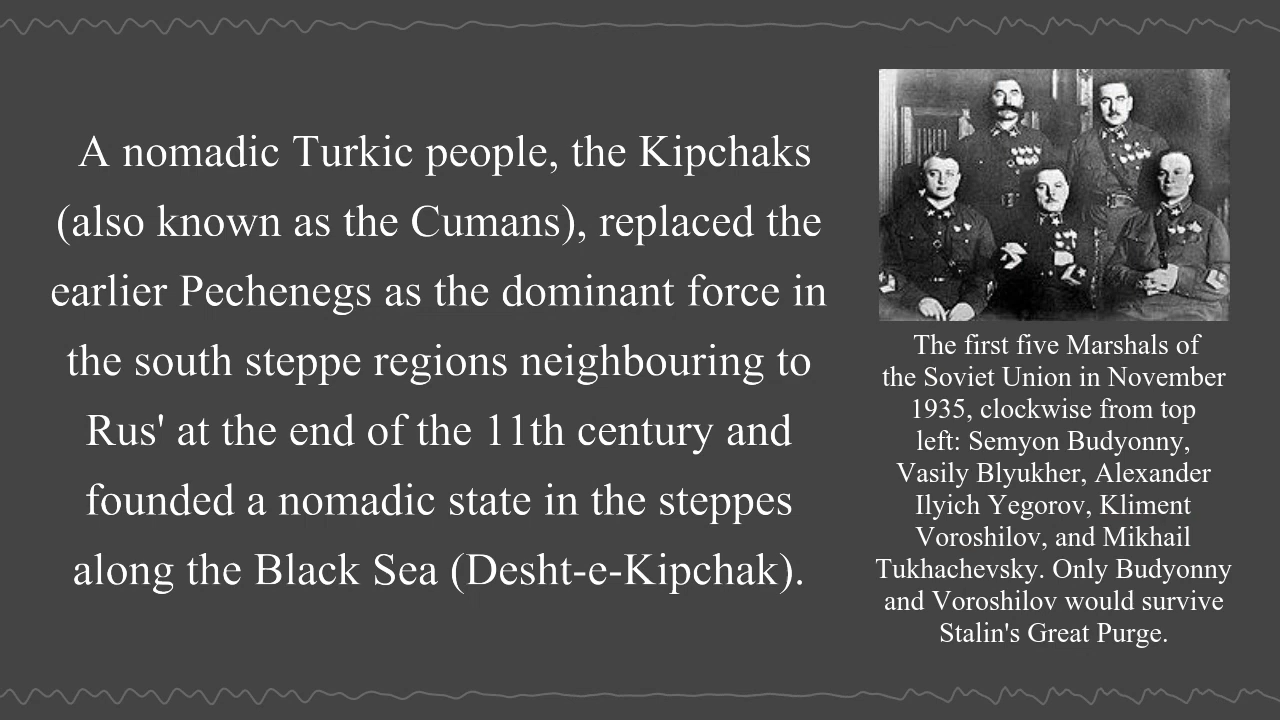 A nomadic Turkic people, the Kipchaks
(also known as the Cumans), replaced the
earlier Pechenegs as the dominant force in
the south steppe regions neighbouring to
Rus' at the end of the 11th century and
founded a nomadic state in the steppes
along the Black Sea (Desht-e-Kipchak).
The first five Marshals of
the Soviet Union in November
1935, clockwise from top
left: Semyon Budyonny,
Vasily Blyukher, Alexander
Ilyich Yegorov, Kliment
Voroshilov, and Mikhail
Tukhachevsky. Only Budyonny
and Voroshilov would survive
Stalin's Great Purge.